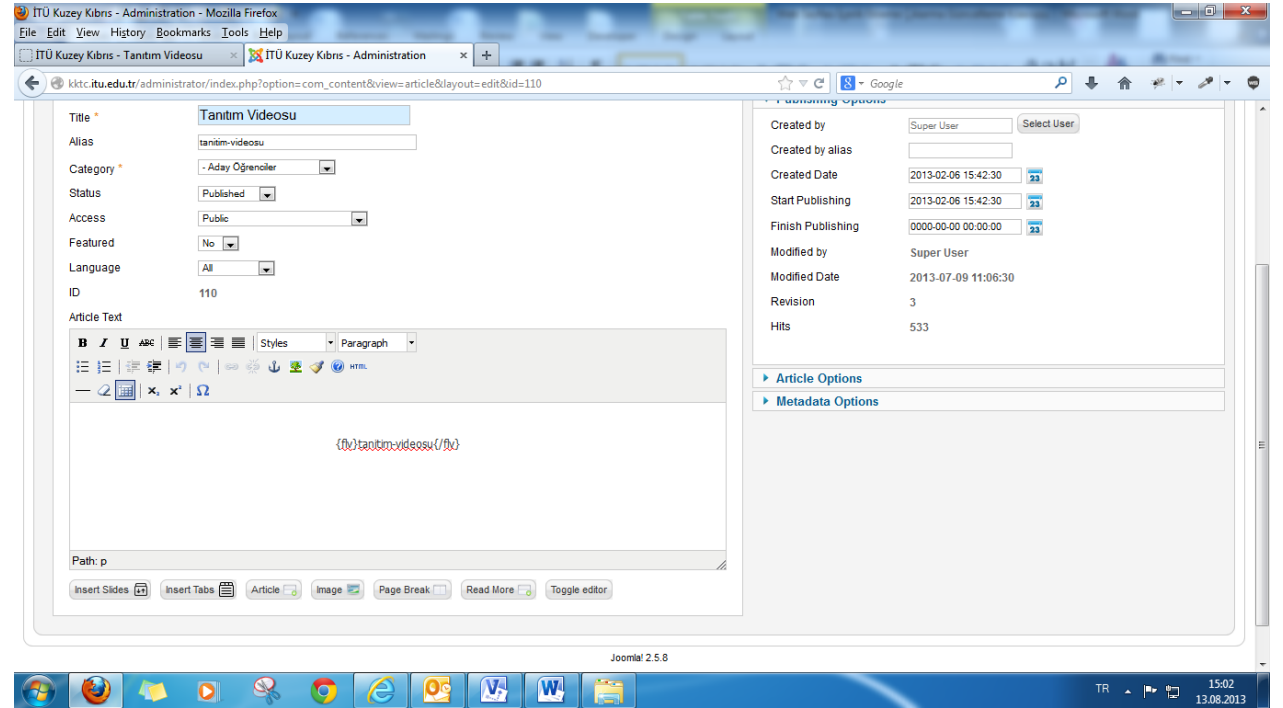 İTÜ Kuzey Kıbrıs - Administration - Mozilla Firefox
File Edit View History Bookmarks Tools Help
İTÜ Kuzey Kıbrıs - Tanıtım Videosu × İTÜ Kuzey Kıbrıs - Administration × +
kktc.itu.edu.tr/administrator/index.php?option=com_content&view=article&layout=edit&id=110 Google
Title * Tanıtım Videosu
Alias tanitim-videosu
Category * - Aday Öğrenciler
Status Published
Access Public
Featured No
Language All
ID 110
Article Text
B I U ABC Styles Paragraph
HTML
{flv}tanitim-videosu{/flv}
Path: p
Insert Slides Insert Tabs Article Image Page Break Read More Toggle editor
Publishing Options
Created by Super User Select User
Created by alias
Created Date 2013-02-06 15:42:30 23
Start Publishing 2013-02-06 15:42:30 23
Finish Publishing 0000-00-00 00:00:00 23
Modified by Super User
Modified Date 2013-07-09 11:06:30
Revision 3
Hits 533
Article Options
Metadata Options
Joomla! 2.5.8
TR 15:02
13.08.2013